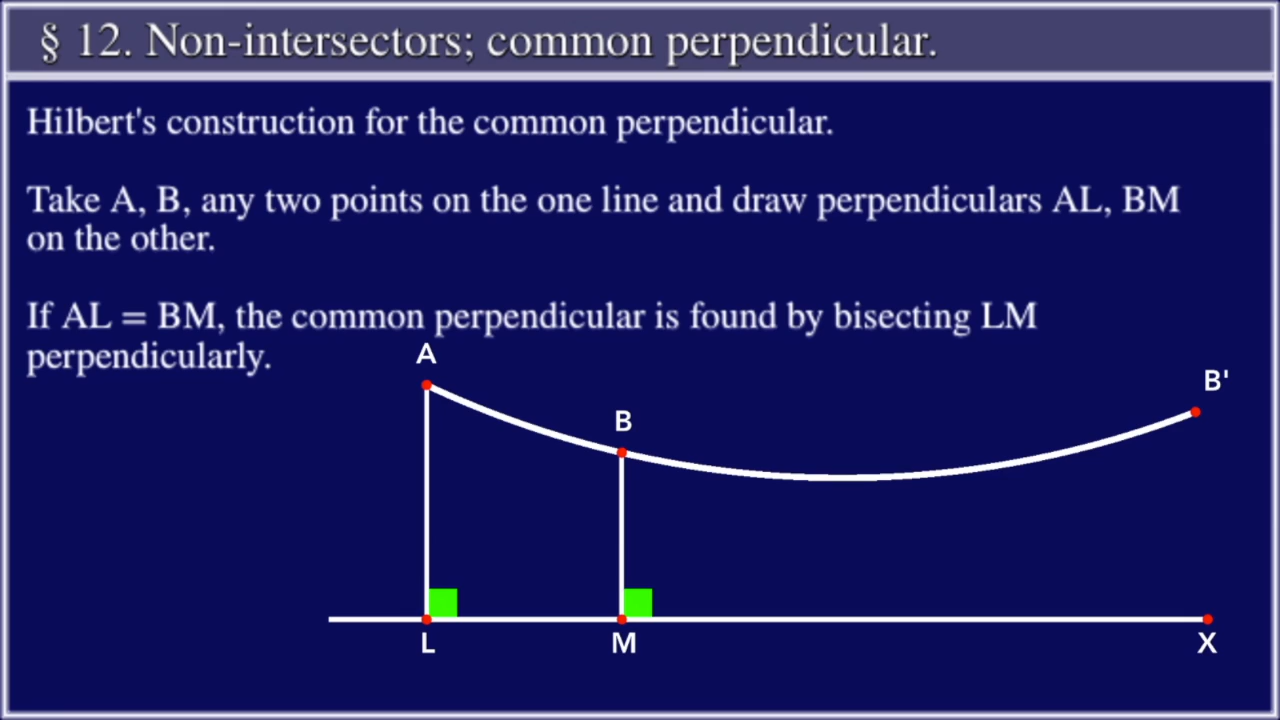 § 12. Non-intersectors; common perpendicular.
Hilbert's construction for the common perpendicular.
Take A, B, any two points on the one line and draw perpendiculars AL, BM
on the other.
If AL = BM, the common perpendicular is found by bisecting LM
perpendicularly.
A
B'
B
L
M
X